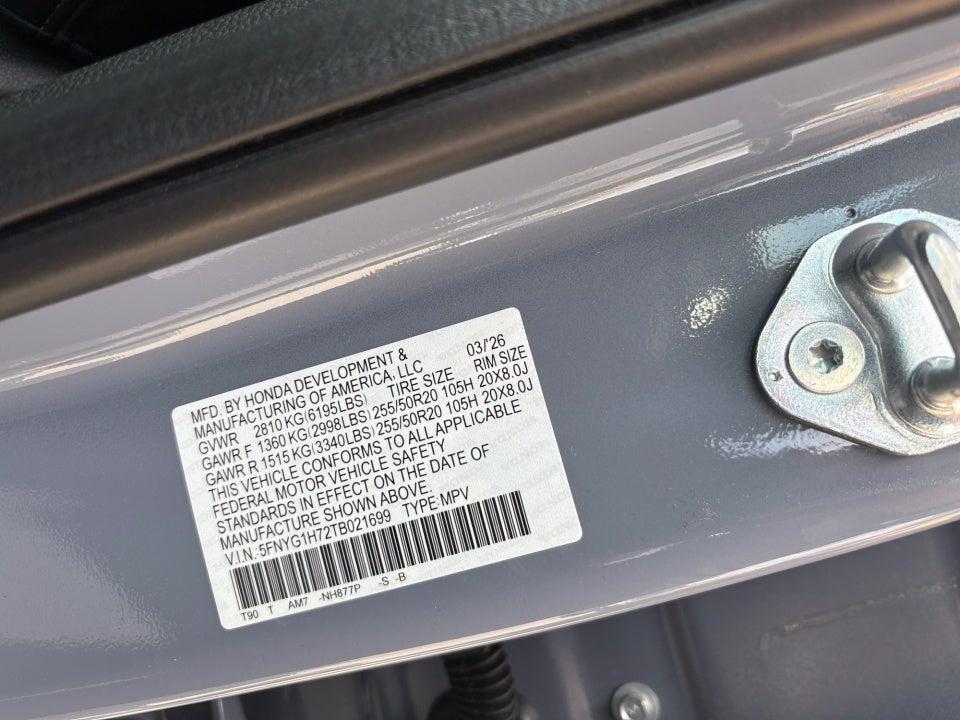 MFD. BY HONDA DEVELOPMENT & 03/'26
MANUFACTURING OF AMERICA, LLC
GVWR 2810 KG(6195LBS) TIRE SIZE RIM SIZE
GAWR F 1360 KG(2998LBS) 255/50R20 105H 20X8.0J
GAWR R 1515 KG(3340LBS) 255/50R20 105H 20X8.0J
THIS VEHICLE CONFORMS TO ALL APPLICABLE
FEDERAL MOTOR VEHICLE SAFETY
STANDARDS IN EFFECT ON THE DATE OF
MANUFACTURE SHOWN ABOVE.
V.I.N.:5FNYG1H72TB021699 TYPE:MPV
T90 T AM7 -NH877P -S -B